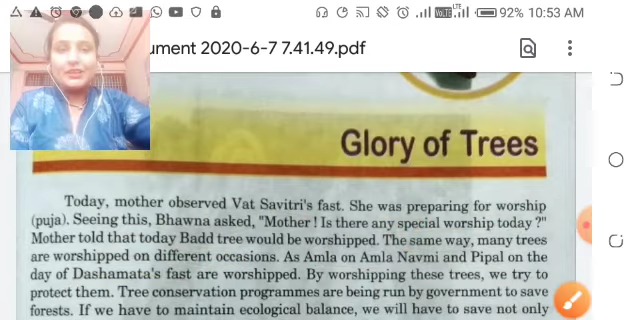 92% 10:53 AM
ument 2020-6-7 7.41.49.pdf
Glory of Trees
Today, mother observed Vat Savitri's fast. She was preparing for worship
(puja). Seeing this, Bhawna asked, "Mother ! Is there any special worship today ?"
Mother told that today Badd tree would be worshipped. The same way, many trees
are worshipped on different occasions. As Amla on Amla Navmi and Pipal on the
day of Dashamata's fast are worshipped. By worshipping these trees, we try to
protect them. Tree conservation programmes are being run by government to save
forests. If we have to maintain ecological balance, we will have to save not only